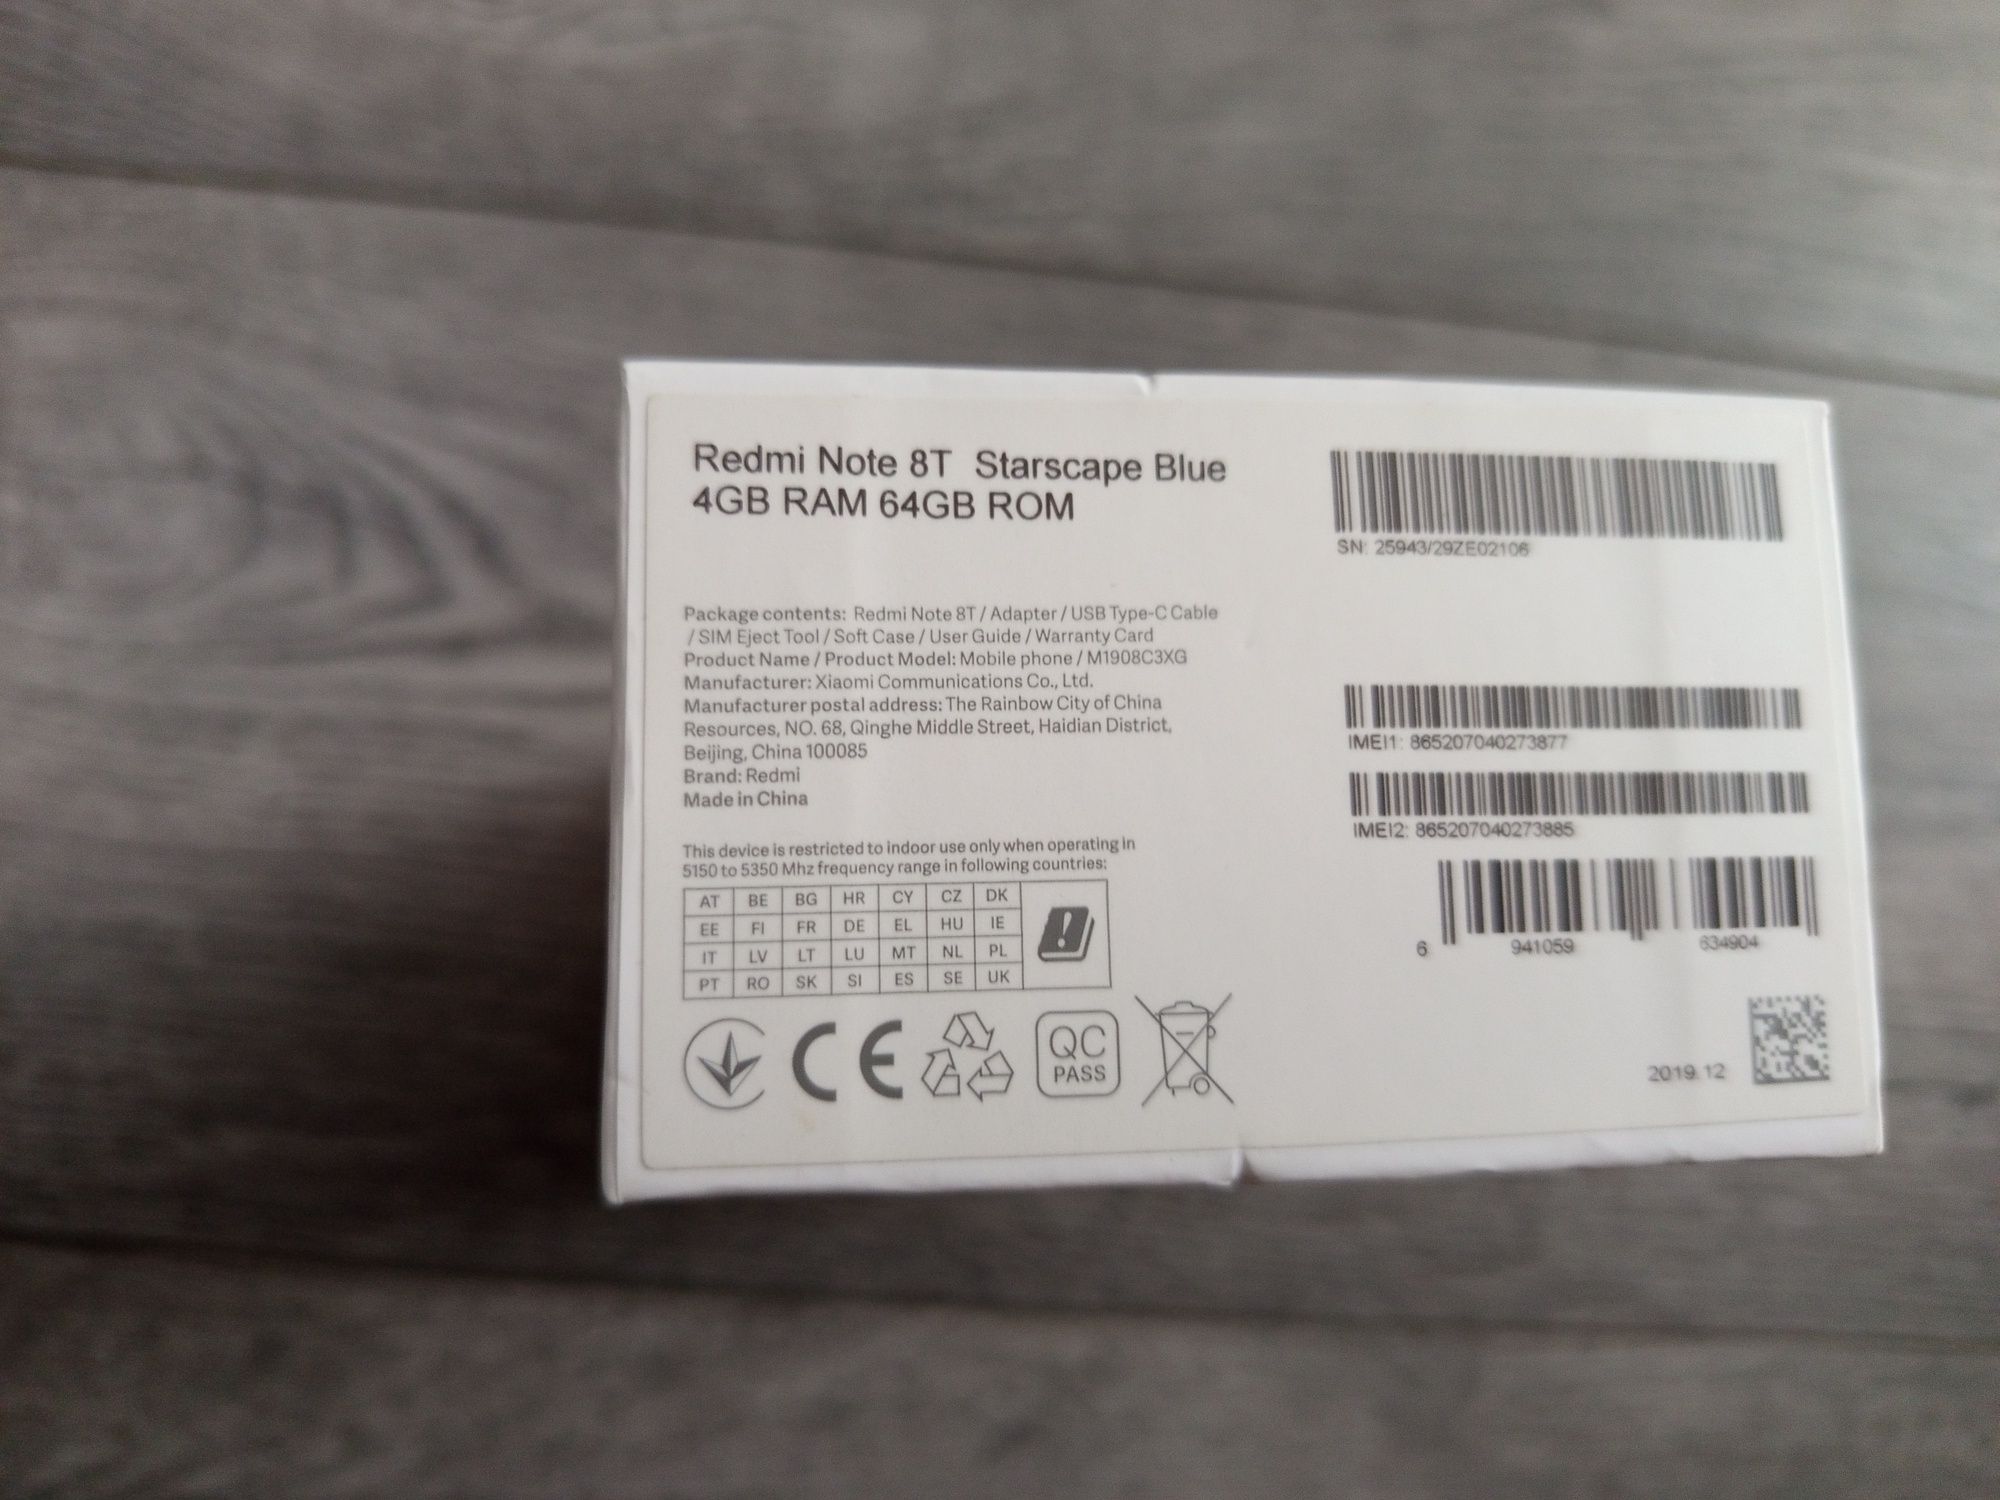 Redmi Note 8T Starscape Blue
4GB RAM 64GB ROM
SN: 25943/29ZE02106
Package contents: Redmi Note 8T / Adapter / USB Type-C Cable
/ SIM Eject Tool / Soft Case / User Guide / Warranty Card
Product Name / Product Model: Mobile phone / M1908C3XG
Manufacturer: Xiaomi Communications Co., Ltd.
Manufacturer postal address: The Rainbow City of China
Resources, NO. 68, Qinghe Middle Street, Haidian District,
Beijing, China 100085
Brand: Redmi
Made in China
IMEI1: 865207040273877
IMEI2: 865207040273885
6 941059 634904
This device is restricted to indoor use only when operating in
5150 to 5350 Mhz frequency range in following countries:
AT BE BG HR CY CZ DK
EE FI FR DE EL HU IE
IT LV LT LU MT NL PL
PT RO SK SI ES SE UK
CE
QC
PASS
2019.12